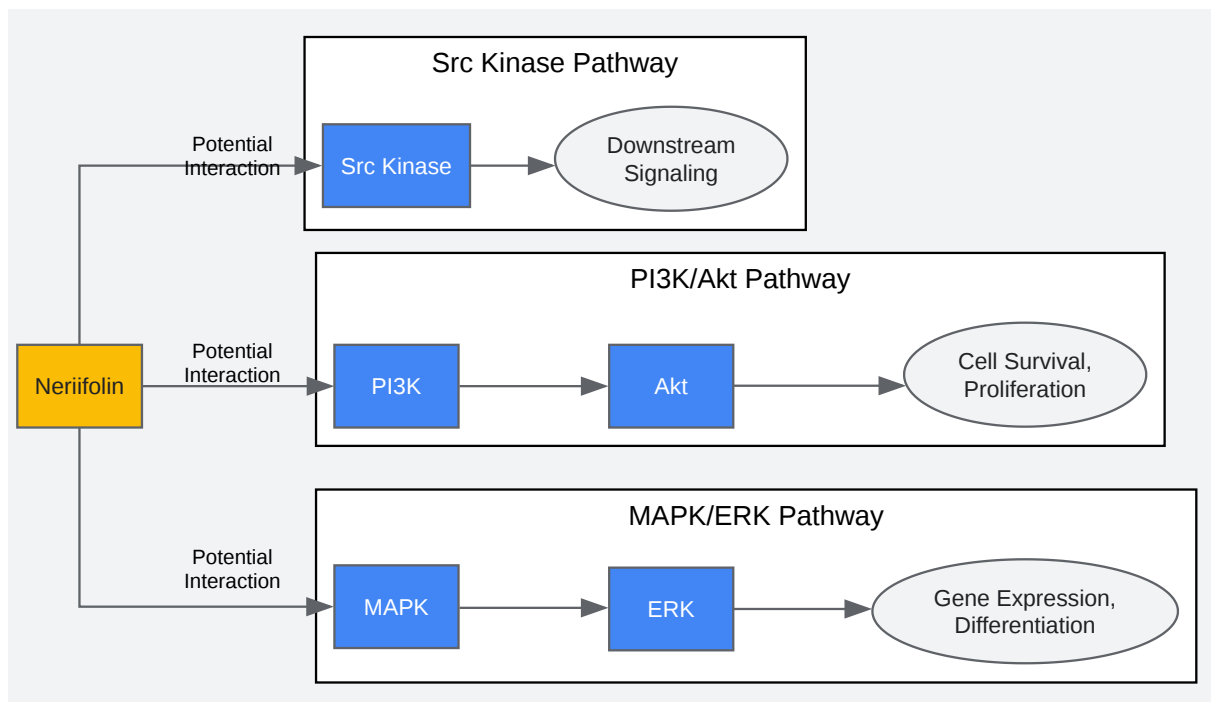 Src Kinase Pathway
Potential
Interaction
Src Kinase
Downstream
Signaling
PI3K/Akt Pathway
Neriifolin
Potential
Interaction
PI3K
Akt
Cell Survival,
Proliferation
MAPK/ERK Pathway
Potential
Interaction
MAPK
ERK
Gene Expression,
Differentiation